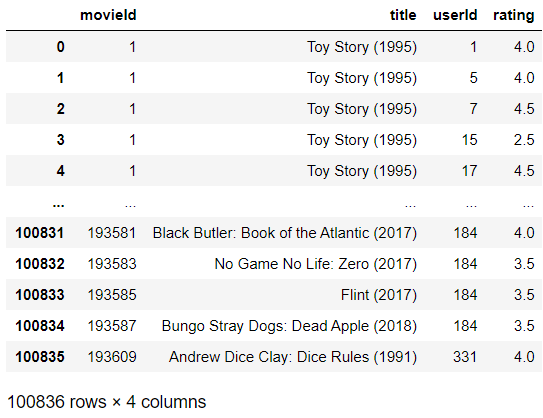 movieId title userId rating
0 1 Toy Story (1995) 1 4.0
1 1 Toy Story (1995) 5 4.0
2 1 Toy Story (1995) 7 4.5
3 1 Toy Story (1995) 15 2.5
4 1 Toy Story (1995) 17 4.5
... ... ... ... ...
100831 193581 Black Butler: Book of the Atlantic (2017) 184 4.0
100832 193583 No Game No Life: Zero (2017) 184 3.5
100833 193585 Flint (2017) 184 3.5
100834 193587 Bungo Stray Dogs: Dead Apple (2018) 184 3.5
100835 193609 Andrew Dice Clay: Dice Rules (1991) 331 4.0
100836 rows × 4 columns